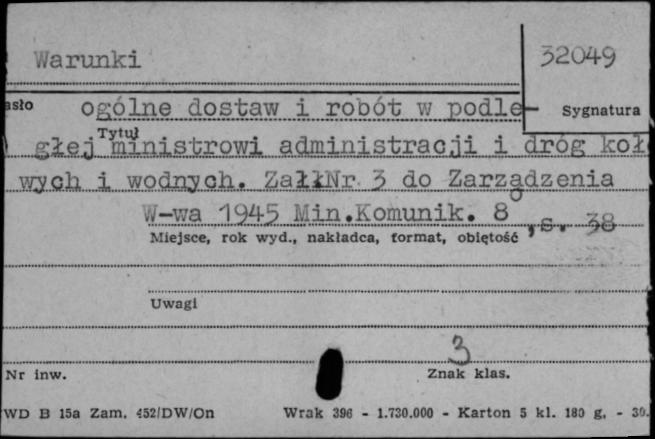 Warunki
32049
asło ogólne dostaw i robót w podle- Sygnatura
Tytuł
głej ministrowi administracji i dróg koł
wych i wodnych. Zał Nr 3 do Zarządzenia
W-wa 1945 Min.Komunik. 8° , s. 38
Miejsce, rok wyd., nakładca, format, obiętość
Uwagi
3
Nr inw. Znak klas.
WD B 15a Zam. 452/DW/On Wrak 396 - 1.730.000 - Karton 5 kl. 180 g. - 30.